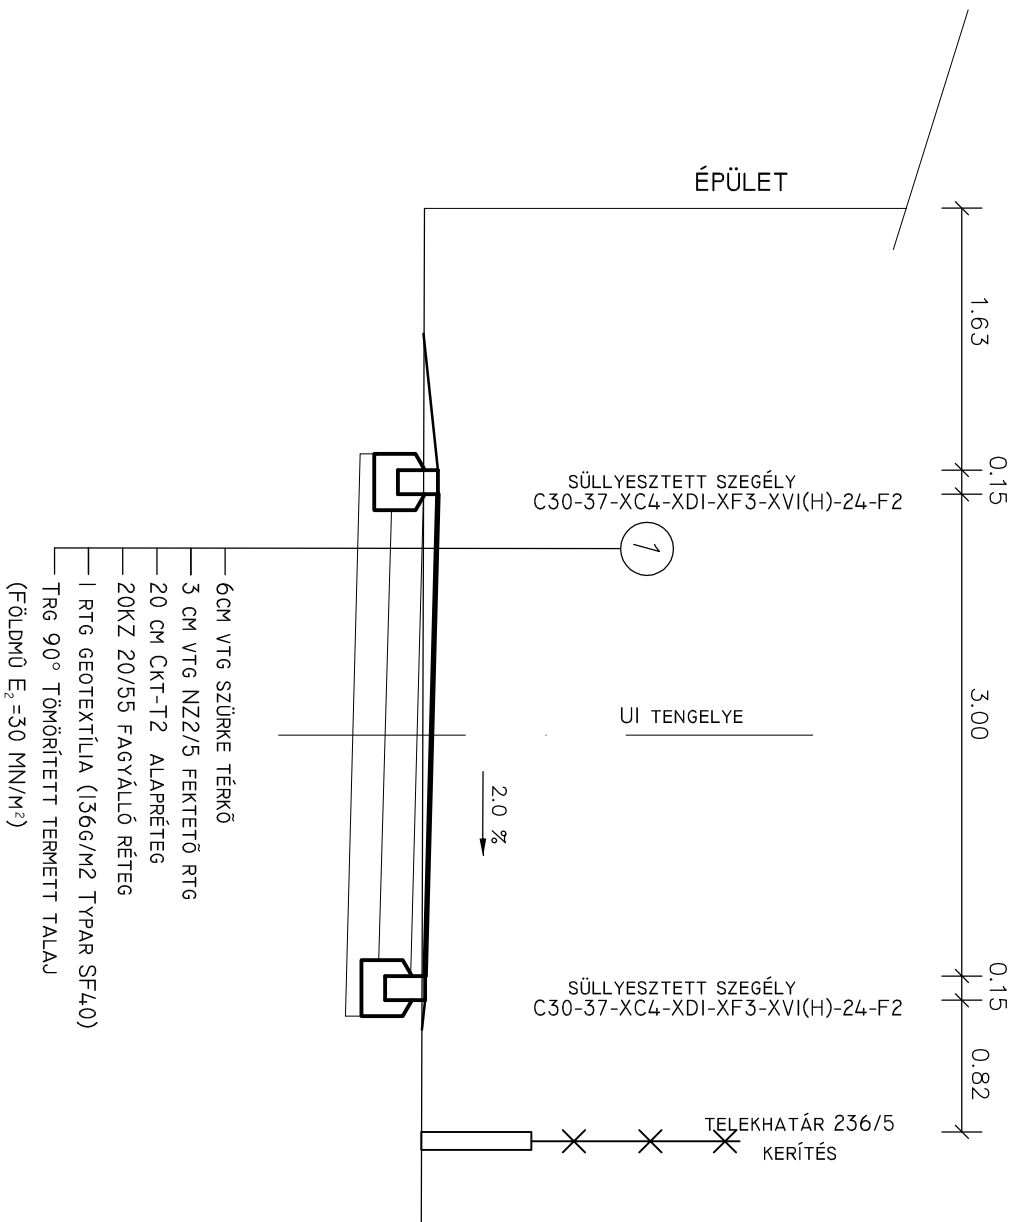 ÉPÜLET
1.63
0.15
3.00
0.15
0.82
SÜLLYESZTETT SZEGÉLY
C30-37-XC4-XD1-XF3-XVI(H)-24-F2
1
UI TENGELYE
2.0 %
SÜLLYESZTETT SZEGÉLY
C30-37-XC4-XD1-XF3-XVI(H)-24-F2
TELEKHATÁR 236/5
KERÍTÉS
6CM VTG SZÜRKE TÉRKŐ
3 CM VTG NZ2/5 FEKTETŐ RTG
20 CM CKT-T2 ALAPRÉTEG
20KZ 20/55 FAGYÁLLÓ RÉTEG
1 RTG GEOTEXTÍLIA (136G/M2 TYPAR SF40)
TRG 90° TÖMÖRÍTETT TERMETT TALAJ
(FÖLDMŰ E₂=30 MN/M²)